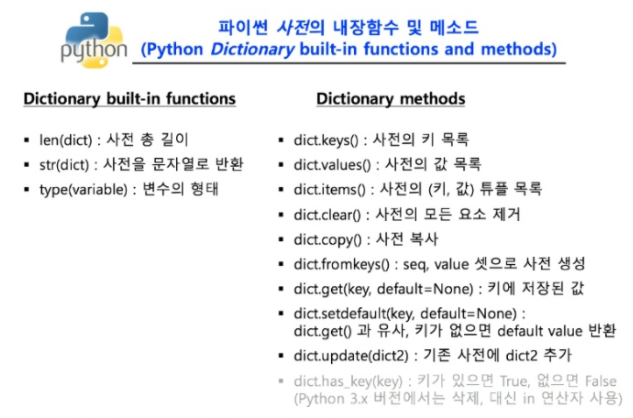 python
파이썬 사전의 내장함수 및 메소드
(Python Dictionary built-in functions and methods)
Dictionary built-in functions
▪ len(dict) : 사전 총 길이
▪ str(dict) : 사전을 문자열로 반환
▪ type(variable) : 변수의 형태
Dictionary methods
▪ dict.keys() : 사전의 키 목록
▪ dict.values() : 사전의 값 목록
▪ dict.items() : 사전의 (키, 값) 튜플 목록
▪ dict.clear() : 사전의 모든 요소 제거
▪ dict.copy() : 사전 복사
▪ dict.fromkeys() : seq, value 셋으로 사전 생성
▪ dict.get(key, default=None) : 키에 저장된 값
▪ dict.setdefault(key, default=None) :
dict.get() 과 유사, 키가 없으면 default value 반환
▪ dict.update(dict2) : 기존 사전에 dict2 추가
▪ dict.has_key(key) : 키가 있으면 True, 없으면 False
(Python 3.x 버전에서는 삭제, 대신 in 연산자 사용)